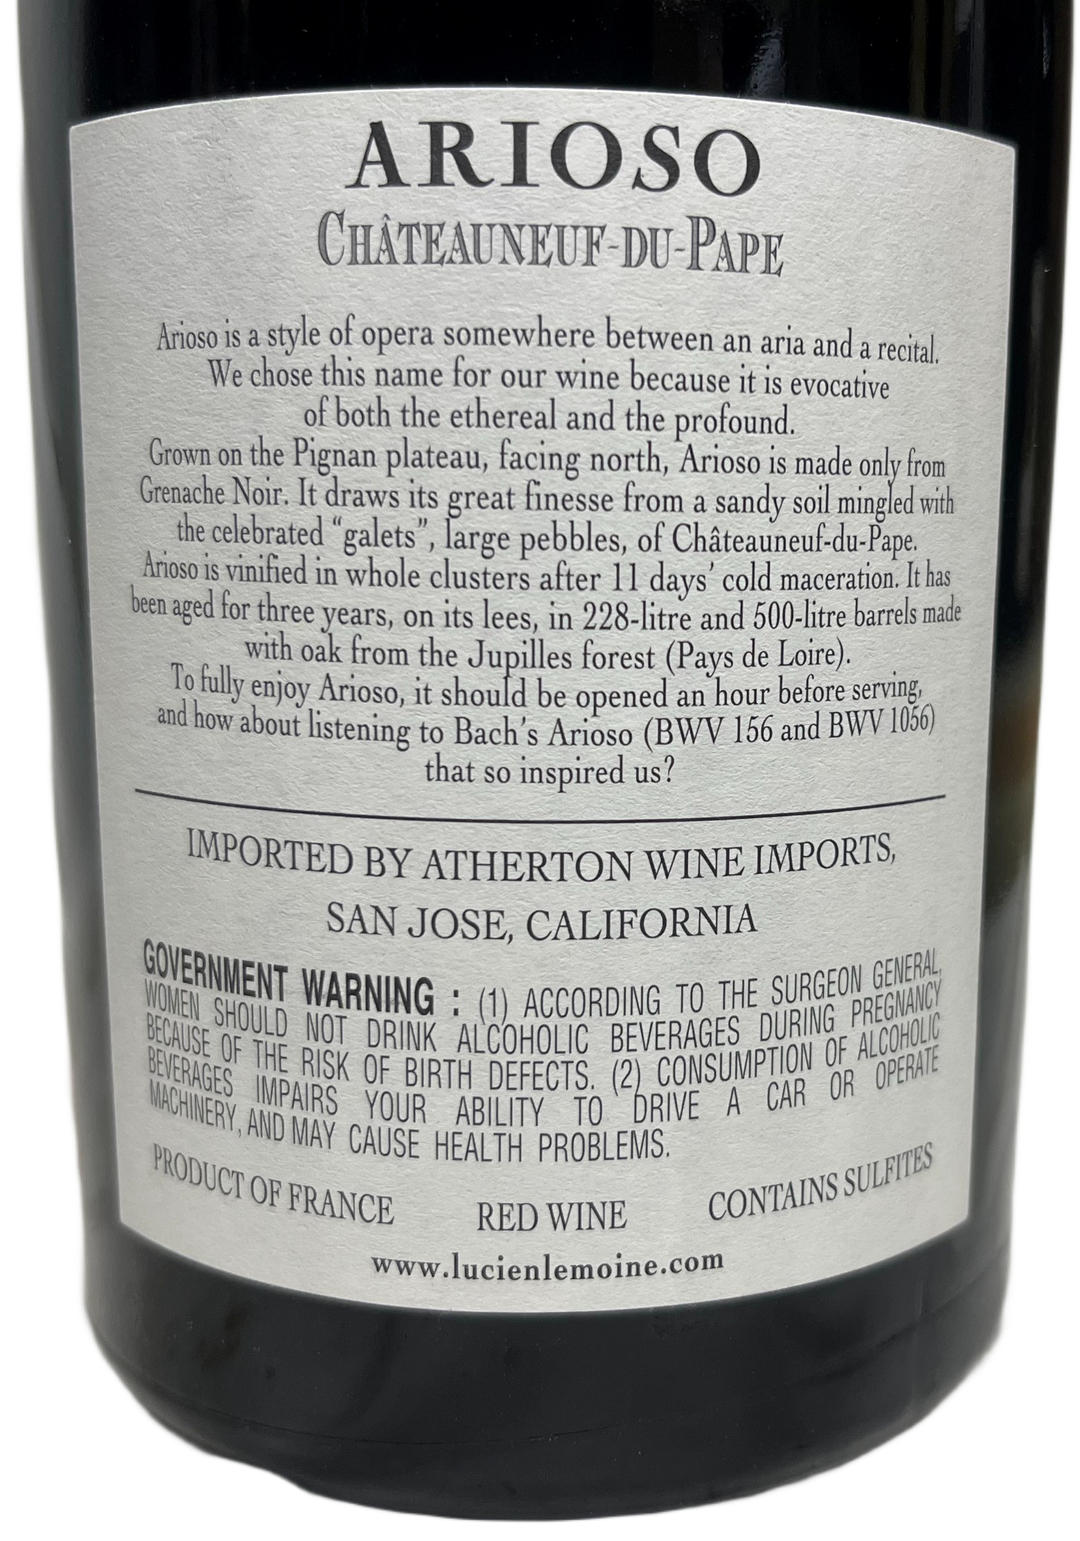 ARIOSO
CHÂTEAUNEUF-DU-PAPE
Arioso is a style of opera somewhere between an aria and a recital.
We chose this name for our wine because it is evocative
of both the ethereal and the profound.
Grown on the Pignan plateau, facing north, Arioso is made only from
Grenache Noir. It draws its great finesse from a sandy soil mingled with
the celebrated “galets”, large pebbles, of Châteauneuf-du-Pape.
Arioso is vinified in whole clusters after 11 days’ cold maceration. It has
been aged for three years, on its lees, in 228-litre and 500-litre barrels made
with oak from the Jupilles forest (Pays de Loire).
To fully enjoy Arioso, it should be opened an hour before serving,
and how about listening to Bach’s Arioso (BWV 156 and BWV 1056)
that so inspired us?
IMPORTED BY ATHERTON WINE IMPORTS,
SAN JOSE, CALIFORNIA
GOVERNMENT WARNING : (1) ACCORDING TO THE SURGEON GENERAL,
WOMEN SHOULD NOT DRINK ALCOHOLIC BEVERAGES DURING PREGNANCY
BECAUSE OF THE RISK OF BIRTH DEFECTS. (2) CONSUMPTION OF ALCOHOLIC
BEVERAGES IMPAIRS YOUR ABILITY TO DRIVE A CAR OR OPERATE
MACHINERY, AND MAY CAUSE HEALTH PROBLEMS.
PRODUCT OF FRANCE RED WINE CONTAINS SULFITES
www.lucienlemoine.com